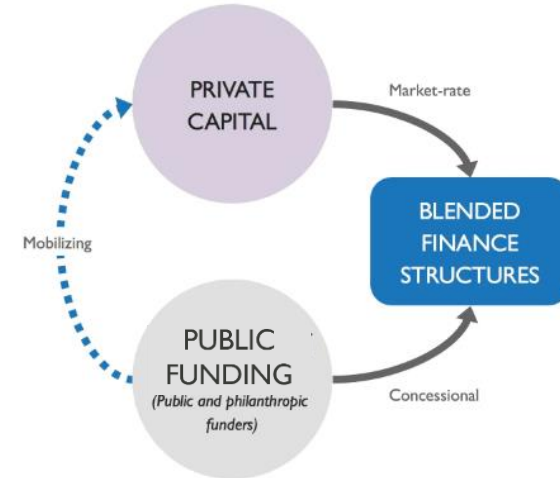 PRIVATE
CAPITAL
Market-rate
BLENDED
FINANCE
STRUCTURES
Mobilizing
PUBLIC
FUNDING
(Public and philanthropic
funders)
Concessional